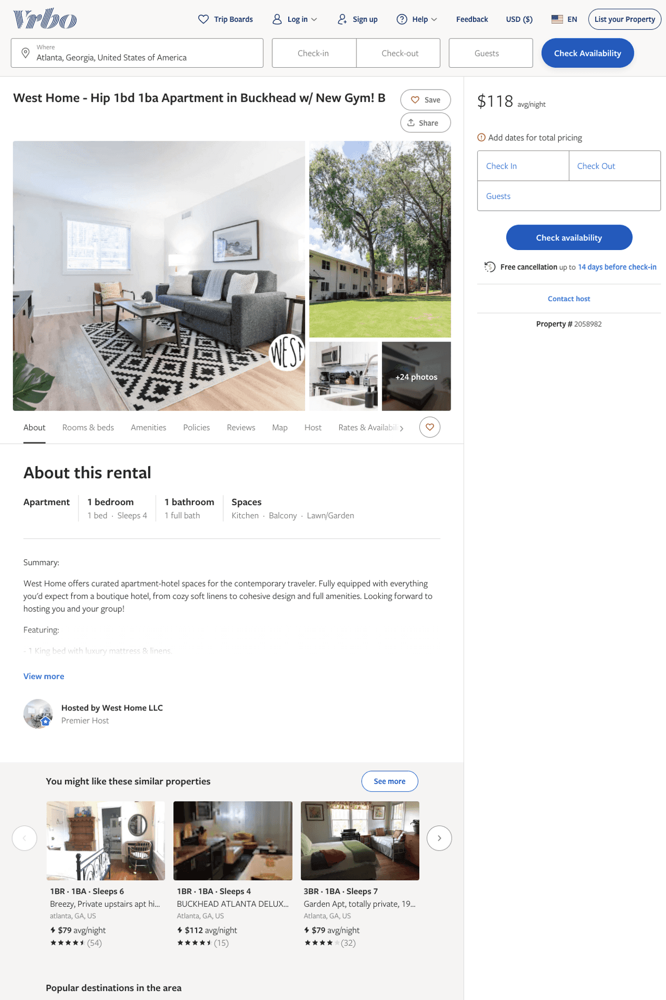 Vrbo
Trip Boards
Log in
Sign up
Help
Feedback
USD ($)
EN
List your Property
Where
Atlanta, Georgia, United States of America
Check-in
Check-out
Guests
Check Availability
West Home - Hip 1bd 1ba Apartment in Buckhead w/ New Gym! B
Save
Share
$118 avg/night
Add dates for total pricing
Check In
Check Out
Guests
Check availability
Free cancellation up to 14 days before check-in
Contact host
Property # 2058982
WEST
+24 photos
About
Rooms & beds
Amenities
Policies
Reviews
Map
Host
Rates & Availabili
About this rental
Apartment
1 bedroom
1 bed · Sleeps 4
1 bathroom
1 full bath
Spaces
Kitchen · Balcony · Lawn/Garden
Summary:
West Home offers curated apartment-hotel spaces for the contemporary traveler. Fully equipped with everything
you'd expect from a boutique hotel, from cozy soft linens to cohesive design and full amenities. Looking forward to
hosting you and your group!
Featuring:
- 1 King bed with luxury mattress & linens.
View more
Hosted by West Home LLC
Premier Host
You might like these similar properties
See more
1BR · 1BA · Sleeps 6
Breezy, Private upstairs apt hi...
atlanta, GA, US
$79 avg/night
(54)
1BR · 1BA · Sleeps 4
BUCKHEAD ATLANTA DELUX...
Atlanta, GA, US
$112 avg/night
(15)
3BR · 1BA · Sleeps 7
Garden Apt, totally private, 19...
Atlanta, GA, US
$79 avg/night
(32)
Popular destinations in the area